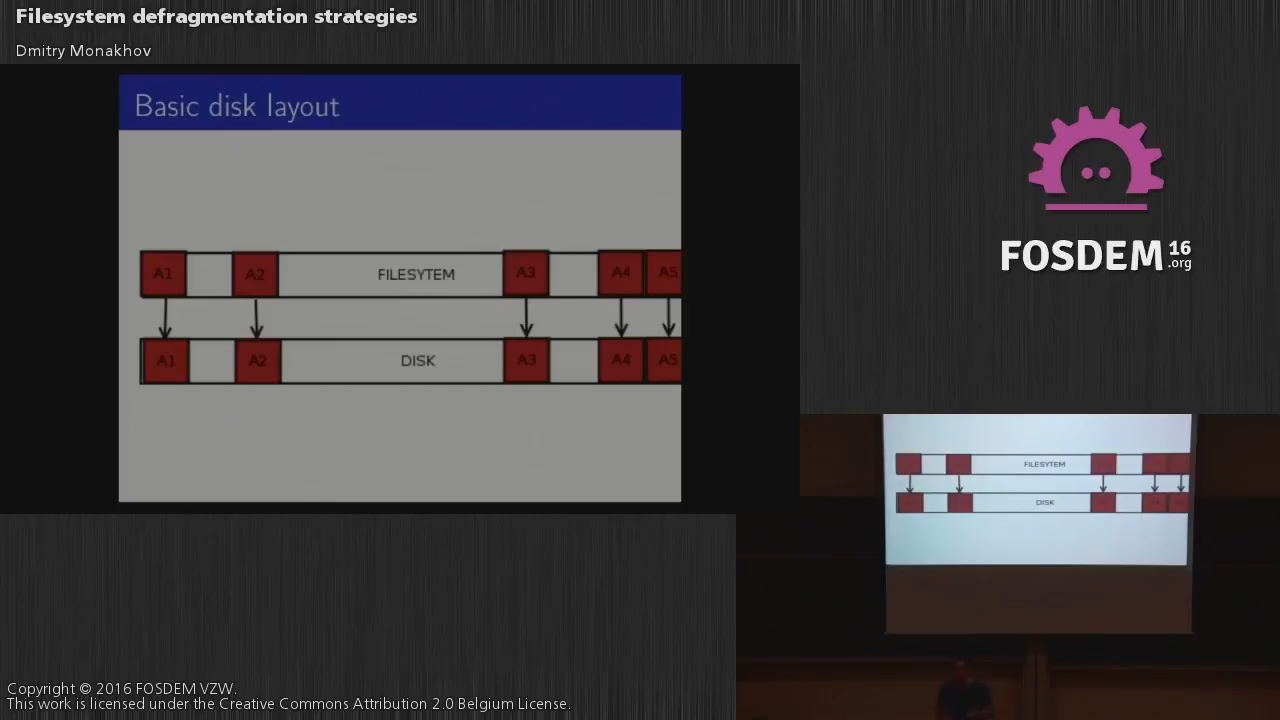 Filesystem defragmentation strategies
Dmitry Monakhov
Basic disk layout
A1 A2 FILESYTEM A3 A4 A5
A1 A2 DISK A3 A4 A5
FOSDEM 16 .org
FILESYTEM
DISK
Copyright © 2016 FOSDEM VZW.
This work is licensed under the Creative Commons Attribution 2.0 Belgium License.